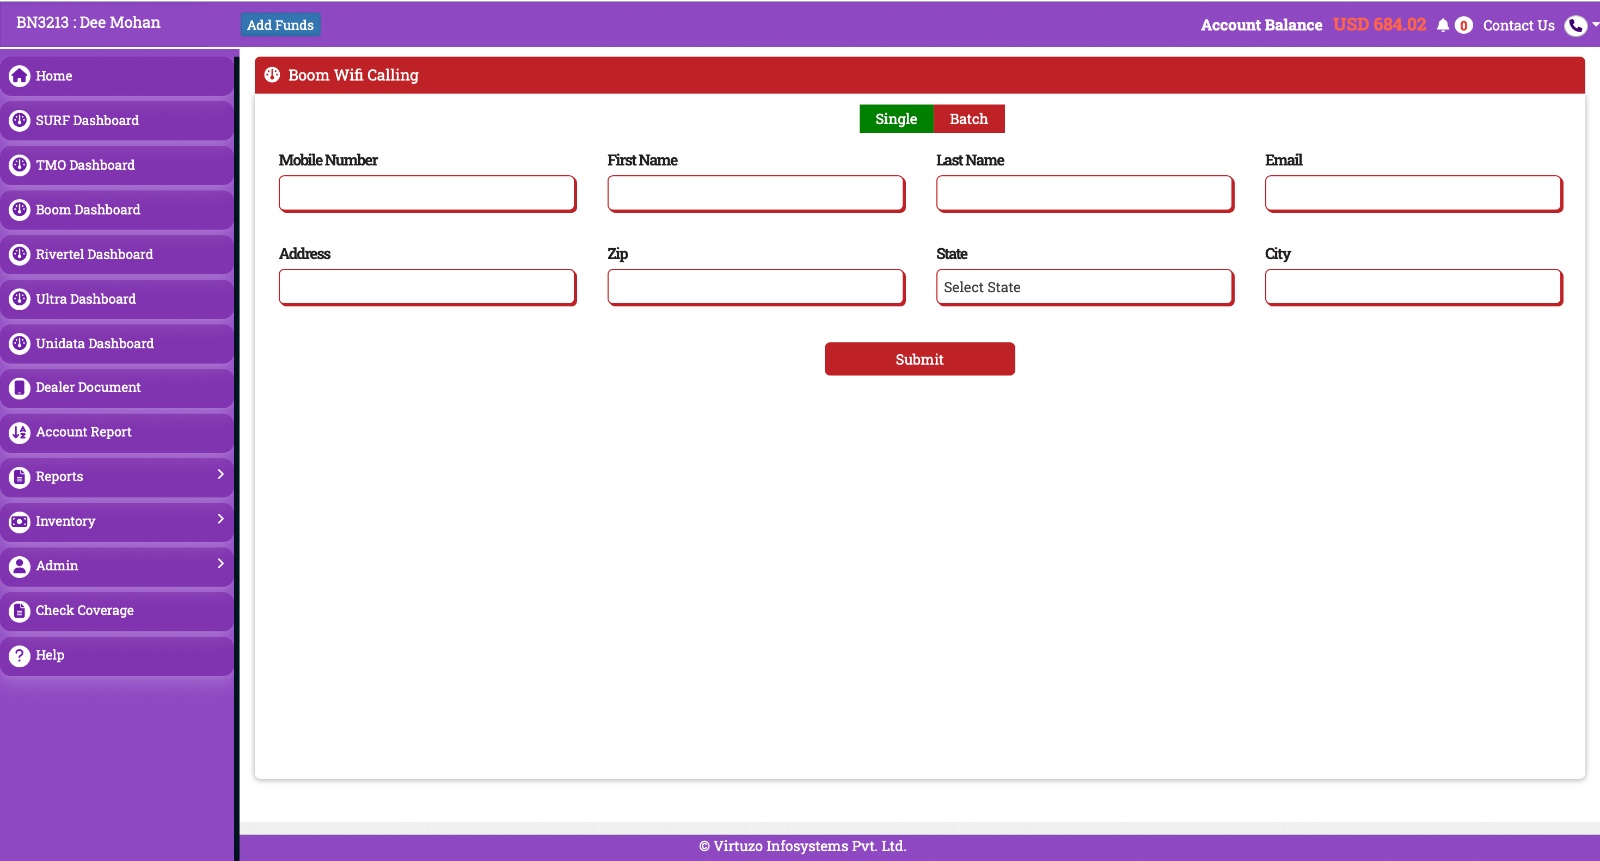 BN3213 : Dee Mohan
Add Funds
Account Balance USD 684.02 0 Contact Us
Home
SURF Dashboard
TMO Dashboard
Boom Dashboard
Rivertel Dashboard
Ultra Dashboard
Unidata Dashboard
Dealer Document
Account Report
Reports
Inventory
Admin
Check Coverage
Help
Boom Wifi Calling
Single Batch
Mobile Number First Name Last Name Email
Address Zip State City
Select State
Submit
© Virtuzo Infosystems Pvt. Ltd.